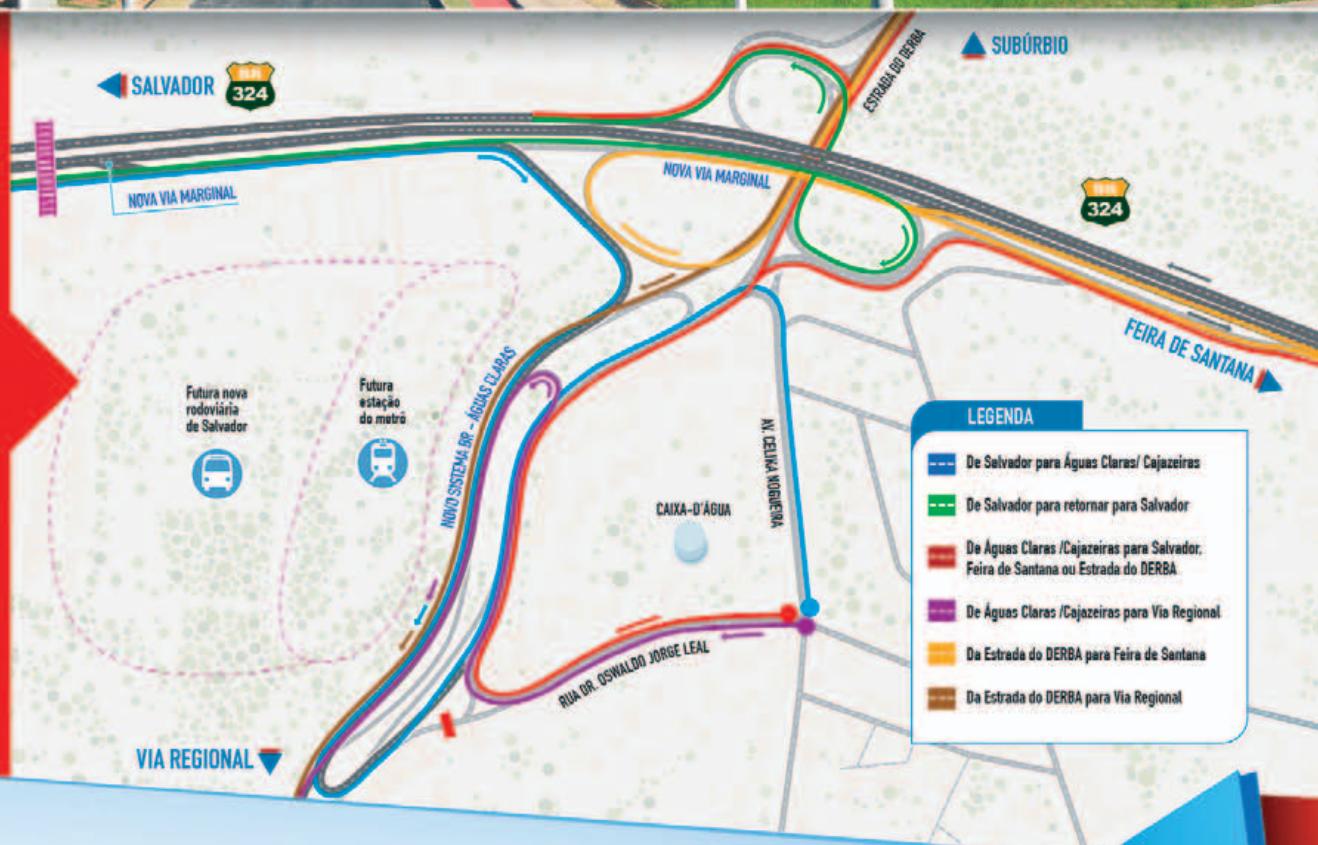 SUBÚRBIO
SALVADOR
324
ESTRADA DO DERBA
NOVA VIA MARGINAL
NOVA VIA MARGINAL
324
FEIRA DE SANTANA
NOVO SISTEMA BR - ÁGUAS CLARAS
Futura nova
rodoviária
de Salvador
Futura
estação
do metrô
AV. CELIKA NOGUEIRA
CAIXA-D'ÁGUA
RUA DR. OSWALDO JORGE LEAL
VIA REGIONAL
LEGENDA
De Salvador para Águas Claras/ Cajazeiras
De Salvador para retornar para Salvador
De Águas Claras /Cajazeiras para Salvador,
Feira de Santana ou Estrada do DERBA
De Águas Claras /Cajazeiras para Via Regional
Da Estrada do DERBA para Feira de Santana
Da Estrada do DERBA para Via Regional